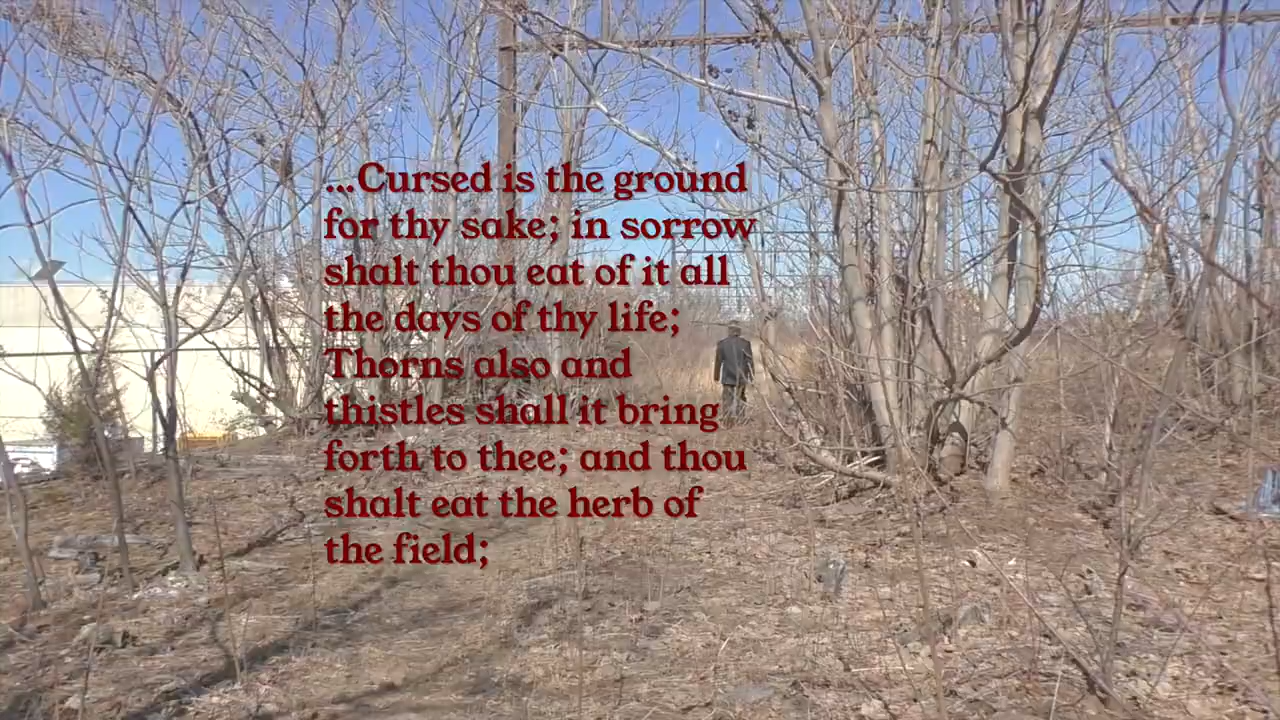 ...Cursed is the ground
for thy sake; in sorrow
shalt thou eat of it all
the days of thy life;
Thorns also and
thistles shall it bring
forth to thee; and thou
shalt eat the herb of
the field;